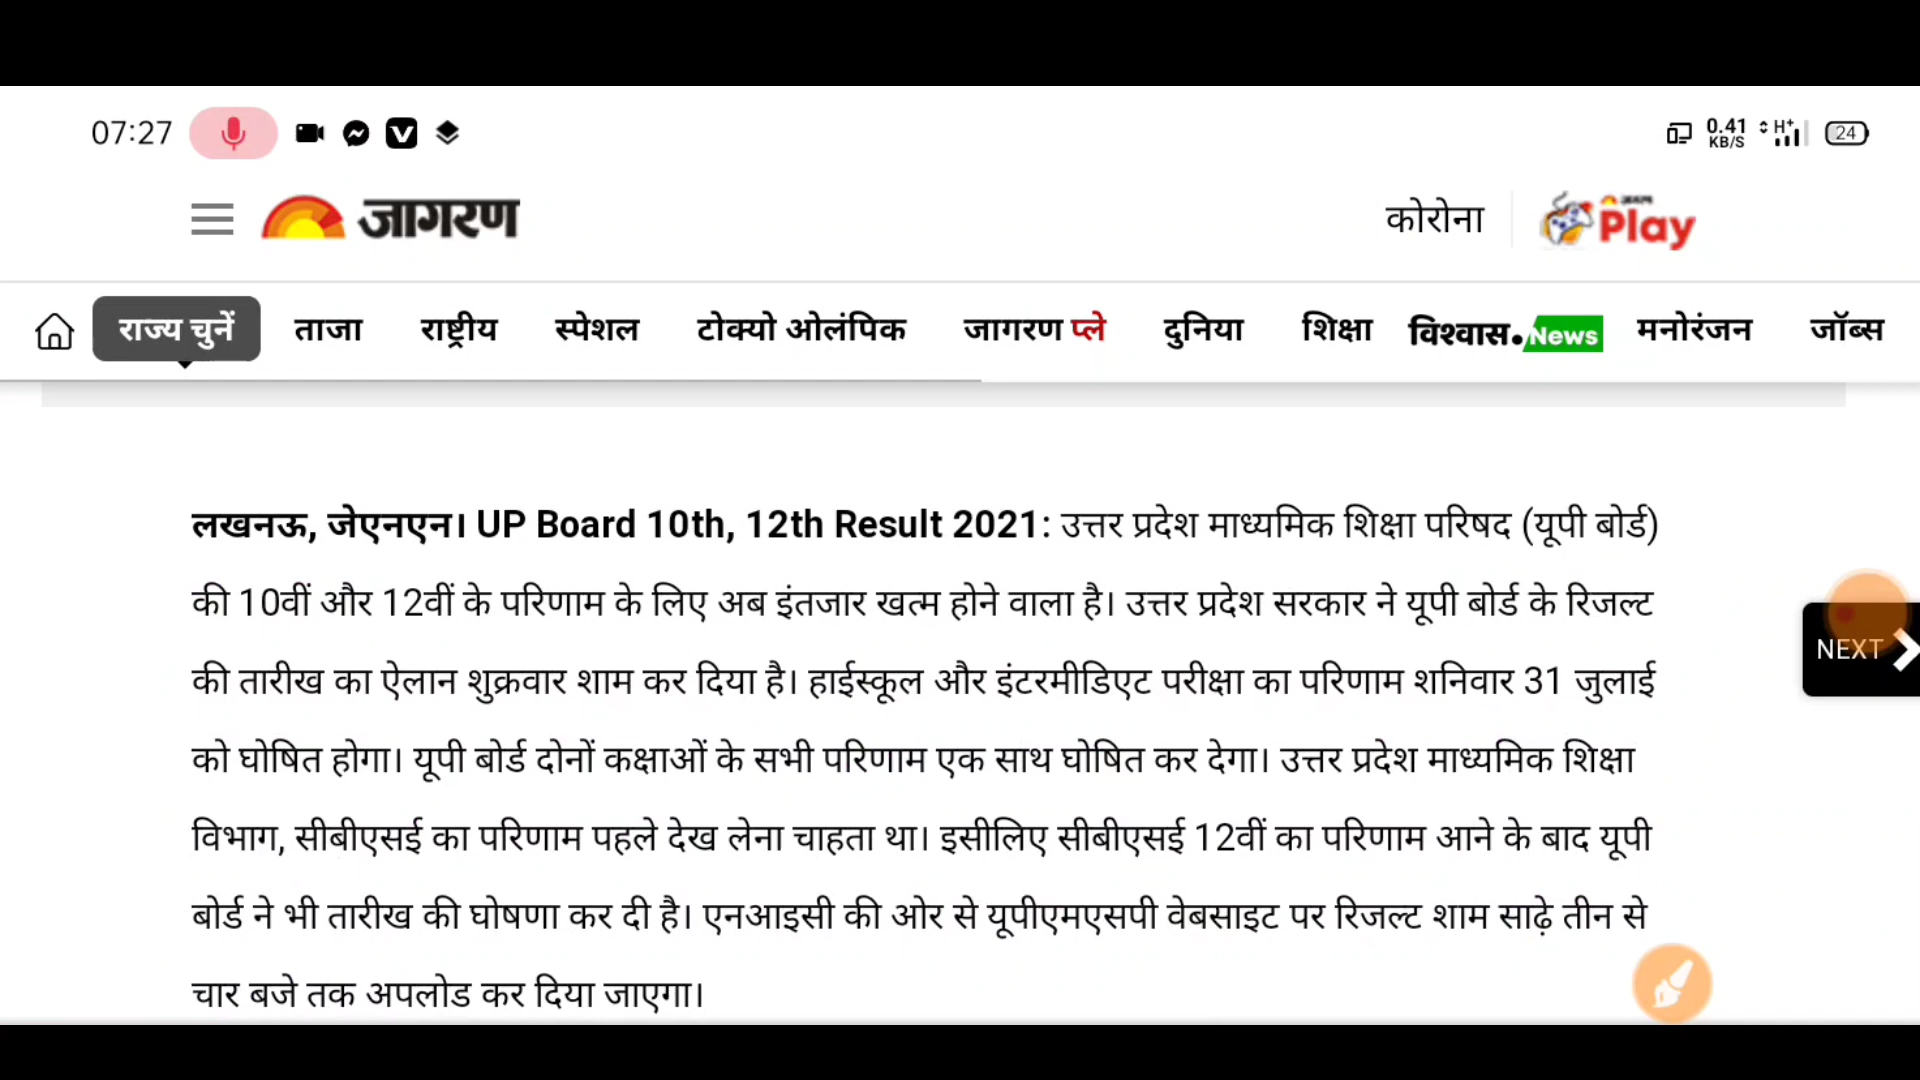 07:27
0.41
KB/S
H+
24
जागरण
कोरोना
Play
राज्य चुनें ताजा राष्ट्रीय स्पेशल टोक्यो ओलंपिक जागरण प्ले दुनिया शिक्षा विश्वास.News मनोरंजन जॉब्स
लखनऊ, जेएनएन। UP Board 10th, 12th Result 2021: उत्तर प्रदेश माध्यमिक शिक्षा परिषद (यूपी बोर्ड)
की 10वीं और 12वीं के परिणाम के लिए अब इंतजार खत्म होने वाला है। उत्तर प्रदेश सरकार ने यूपी बोर्ड के रिजल्ट
की तारीख का ऐलान शुक्रवार शाम कर दिया है। हाईस्कूल और इंटरमीडिएट परीक्षा का परिणाम शनिवार 31 जुलाई
को घोषित होगा। यूपी बोर्ड दोनों कक्षाओं के सभी परिणाम एक साथ घोषित कर देगा। उत्तर प्रदेश माध्यमिक शिक्षा
विभाग, सीबीएसई का परिणाम पहले देख लेना चाहता था। इसीलिए सीबीएसई 12वीं का परिणाम आने के बाद यूपी
बोर्ड ने भी तारीख की घोषणा कर दी है। एनआइसी की ओर से यूपीएमएसपी वेबसाइट पर रिजल्ट शाम साढ़े तीन से
चार बजे तक अपलोड कर दिया जाएगा।
NEXT